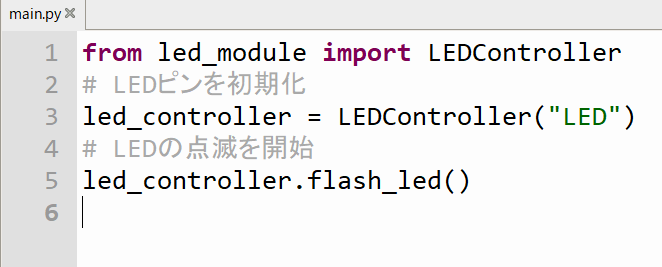 main.py
1 from led_module import LEDController
2 # LEDピンを初期化
3 led_controller = LEDController("LED")
4 # LEDの点滅を開始
5 led_controller.flash_led()
6